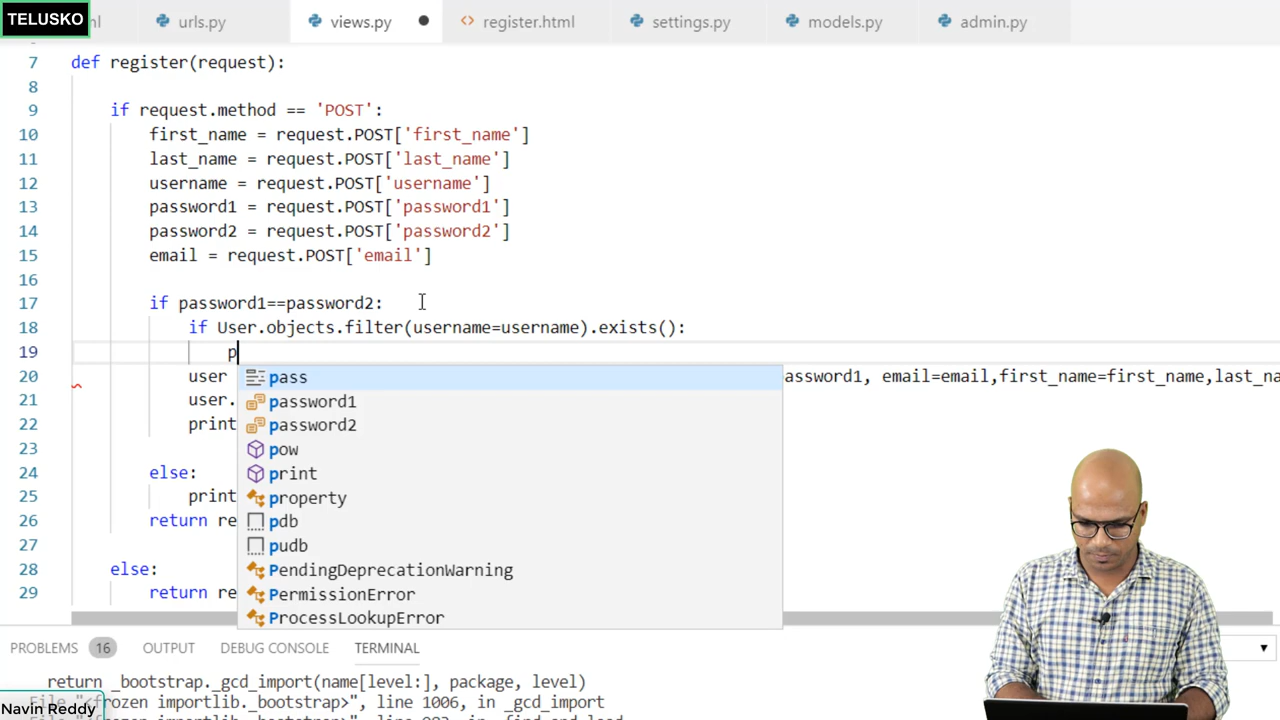 TELUSKO
ml
urls.py
views.py
register.html
settings.py
models.py
admin.py
7 def register(request):
8
9 if request.method == 'POST':
10 first_name = request.POST['first_name']
11 last_name = request.POST['last_name']
12 username = request.POST['username']
13 password1 = request.POST['password1']
14 password2 = request.POST['password2']
15 email = request.POST['email']
16
17 if password1==password2:
18 if User.objects.filter(username=username).exists():
19 p
20 user assword1, email=email,first_name=first_name,last_na
21 user.
22 print
23
24 else:
25 print
26 return re
27
28 else:
29 return re
pass
password1
password2
pow
print
property
pdb
pudb
PendingDeprecationWarning
PermissionError
ProcessLookupError
PROBLEMS 16 OUTPUT DEBUG CONSOLE TERMINAL
return _bootstrap._gcd_import(name[level:], package, level)
File "<frozen importlib._bootstrap>", line 1006, in _gcd_import
Navin Reddy